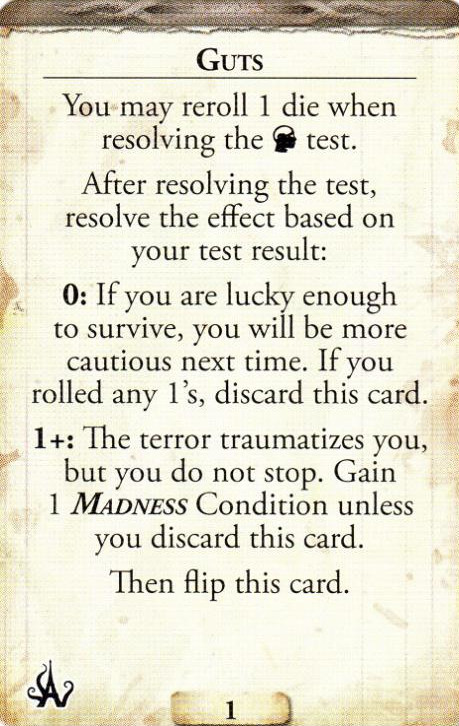 GUTS
You may reroll 1 die when
resolving the test.
After resolving the test,
resolve the effect based on
your test result:
0: If you are lucky enough
to survive, you will be more
cautious next time. If you
rolled any 1's, discard this card.
1+: The terror traumatizes you,
but you do not stop. Gain
1 MADNESS Condition unless
you discard this card.
Then flip this card.
1